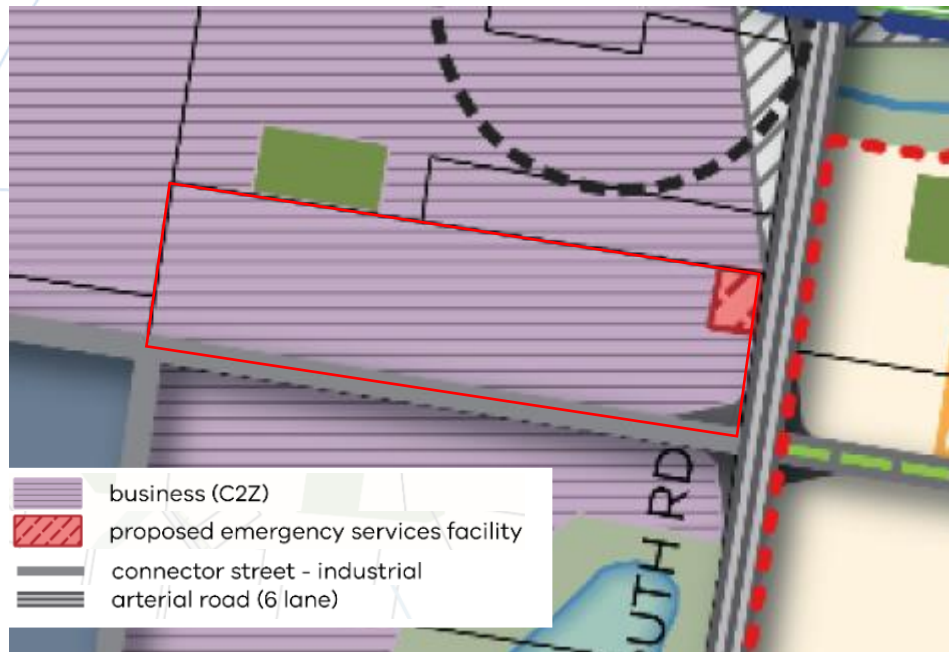 UTH RD
business (C2Z)
proposed emergency services facility
connector street - industrial
arterial road (6 lane)